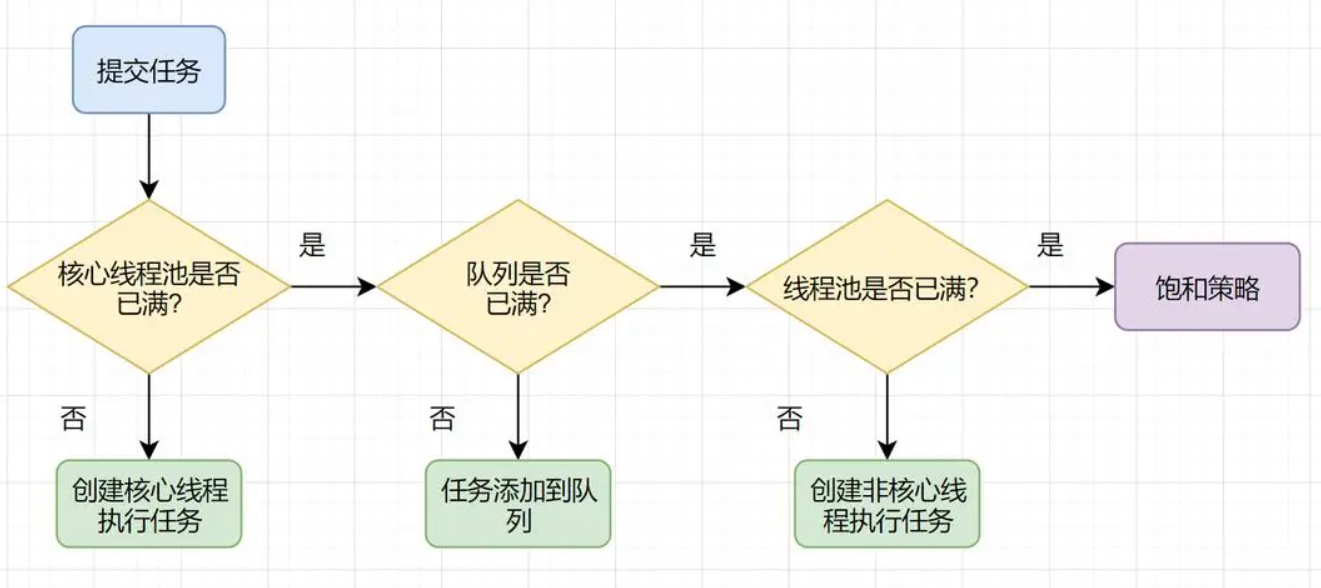 提交任务
核心线程池是否
已满?
是
队列是否
已满?
是
线程池是否已满?
是
饱和策略
否
创建核心线程
执行任务
否
任务添加到队
列
否
创建非核心线
程执行任务